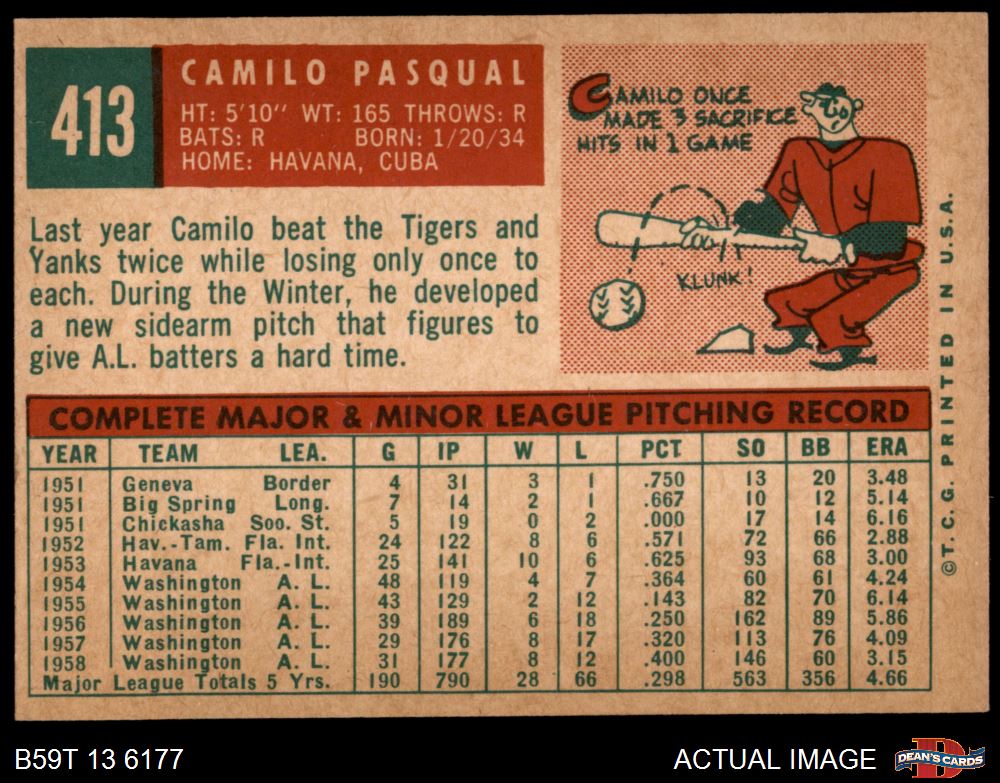 413
CAMILO PASQUAL
HT: 5'10'' WT: 165 THROWS: R
BATS: R BORN: 1/20/34
HOME: HAVANA, CUBA
CAMILO ONCE
MADE 3 SACRIFICE
HITS IN 1 GAME
KLUNK!
Last year Camilo beat the Tigers and
Yanks twice while losing only once to
each. During the Winter, he developed
a new sidearm pitch that figures to
give A.L. batters a hard time.
COMPLETE MAJOR & MINOR LEAGUE PITCHING RECORD
YEAR TEAM LEA. G IP W L PCT. SO BB ERA
1951 Geneva Border 4 31 3 1 .750 13 20 3.48
1951 Big Spring Long. 7 14 2 1 .667 10 12 5.14
1951 Chickasha Soo. St. 5 19 0 2 .000 17 14 6.16
1952 Hav.-Tam. Fla. Int. 24 122 8 6 .571 72 66 2.88
1953 Havana Fla.-Int. 25 141 10 6 .625 93 68 3.00
1954 Washington A. L. 48 119 4 7 .364 60 61 4.24
1955 Washington A. L. 43 129 2 12 .143 82 70 6.14
1956 Washington A. L. 39 189 6 18 .250 162 89 5.86
1957 Washington A. L. 29 176 8 17 .320 113 76 4.09
1958 Washington A. L. 31 177 8 12 .400 146 60 3.15
Major League Totals 5 Yrs. 190 790 28 66 .298 563 356 4.66
©T. C. G. PRINTED IN U.S.A.
B59T 13 6177
ACTUAL IMAGE
D
DEAN'S CARDS